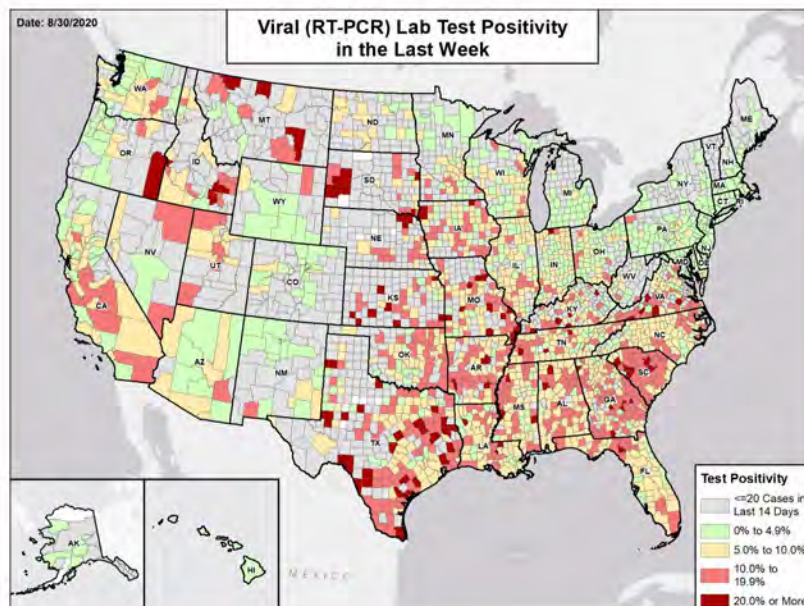 Date: 8/30/2020
Viral (RT-PCR) Lab Test Positivity
in the Last Week
WA
MT
ND
MN
ME
OR
ID
SD
WI
MI
VT
NH
NY
MA
CT
WY
NE
IA
PA
NJ
NV
UT
CO
IL
IN
OH
MD
DE
WV
CA
KS
MO
KY
VA
AZ
NM
OK
AR
TN
NC
SC
TX
LA
MS
AL
GA
FL
AK
HI
MEXICO
Test Positivity
<=20 Cases in
Last 14 Days
0% to 4.9%
5.0% to 10.0%
10.0% to
19.9%
20.0% or More